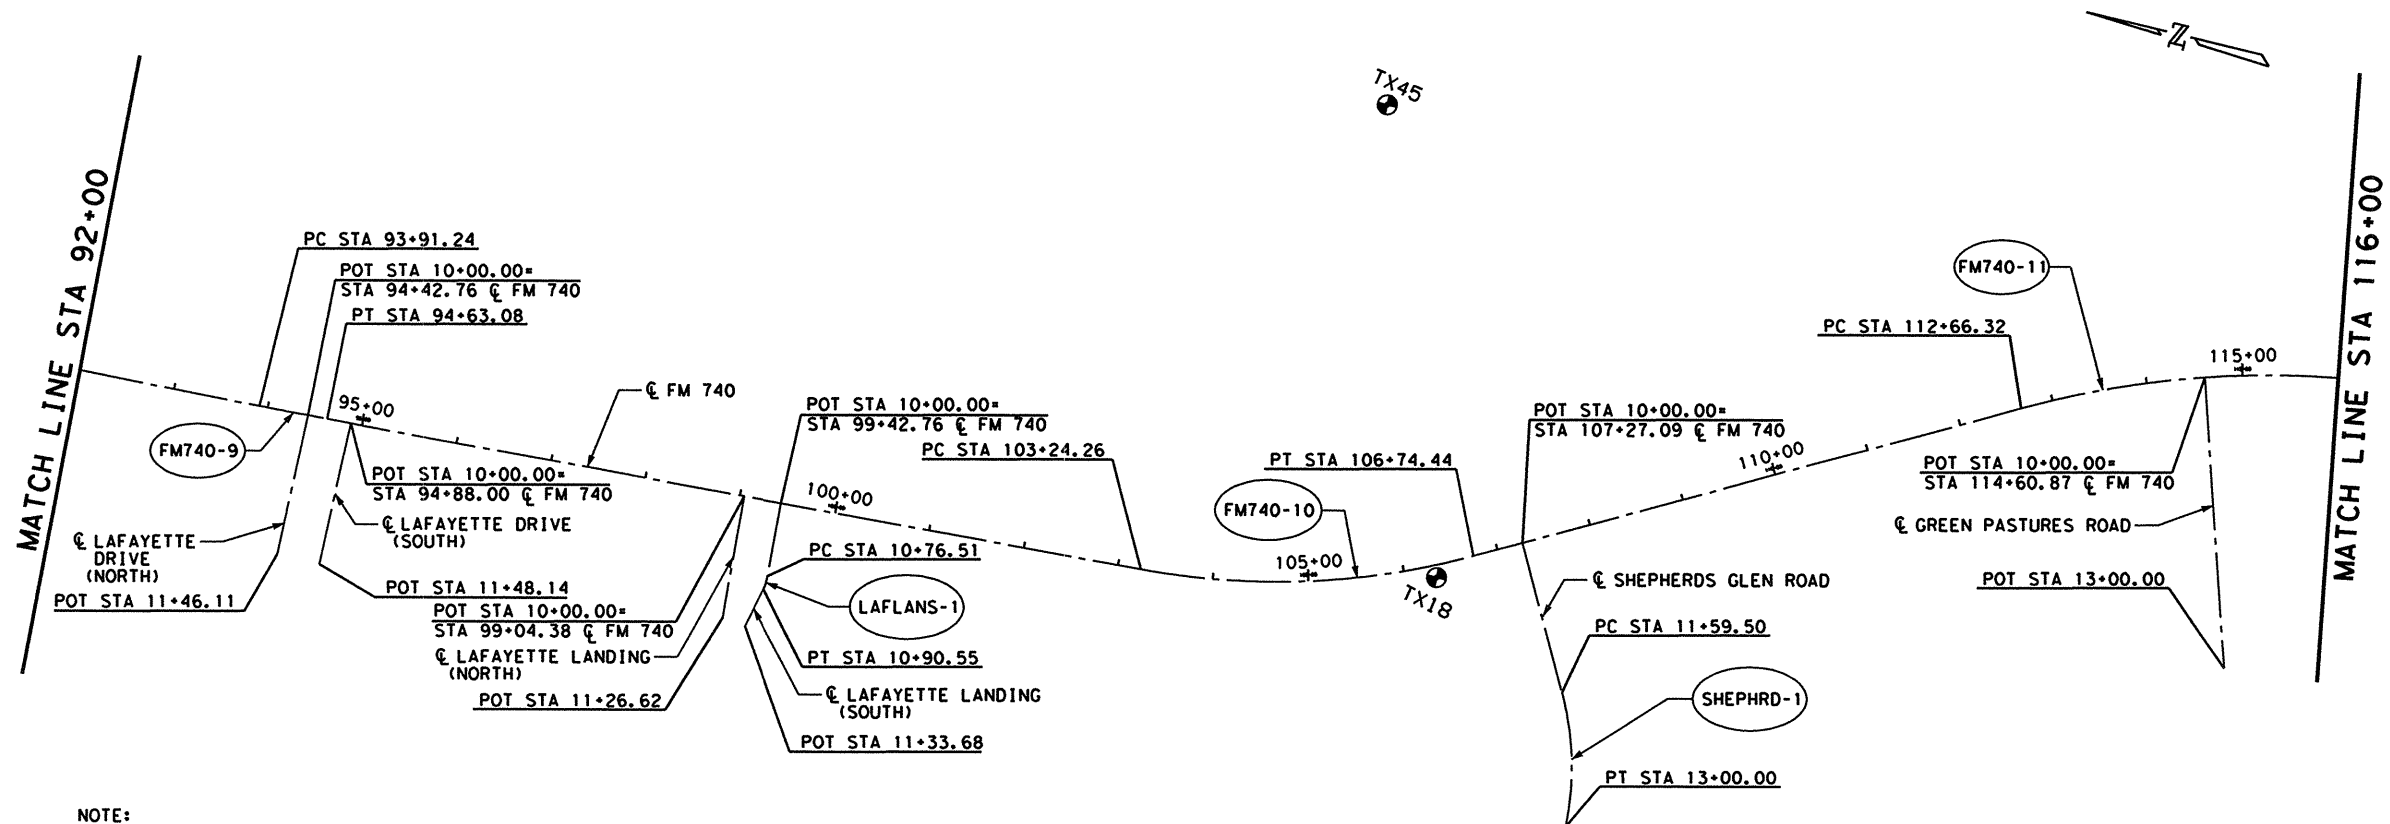 Z
TX45
MATCH LINE STA 92+00
MATCH LINE STA 116+00
PC STA 93+91.24
POT STA 10+00.00=
STA 94+42.76 ℄ FM 740
PT STA 94+63.08
95+00
℄ FM 740
FM740-9
POT STA 10+00.00=
STA 94+88.00 ℄ FM 740
℄ LAFAYETTE DRIVE
(SOUTH)
℄ LAFAYETTE
DRIVE
(NORTH)
POT STA 11+46.11
POT STA 11+48.14
POT STA 10+00.00=
STA 99+04.38 ℄ FM 740
℄ LAFAYETTE LANDING
(NORTH)
POT STA 11+26.62
POT STA 10+00.00=
STA 99+42.76 ℄ FM 740
PC STA 103+24.26
100+00
PC STA 10+76.51
LAFLANS-1
PT STA 10+90.55
℄ LAFAYETTE LANDING
(SOUTH)
POT STA 11+33.68
PT STA 106+74.44
FM740-10
105+00
TX18
POT STA 10+00.00=
STA 107+27.09 ℄ FM 740
110+00
℄ SHEPHERDS GLEN ROAD
PC STA 11+59.50
SHEPHRD-1
PT STA 13+00.00
FM740-11
PC STA 112+66.32
115+00
POT STA 10+00.00=
STA 114+60.87 ℄ FM 740
℄ GREEN PASTURES ROAD
POT STA 13+00.00
NOTE: